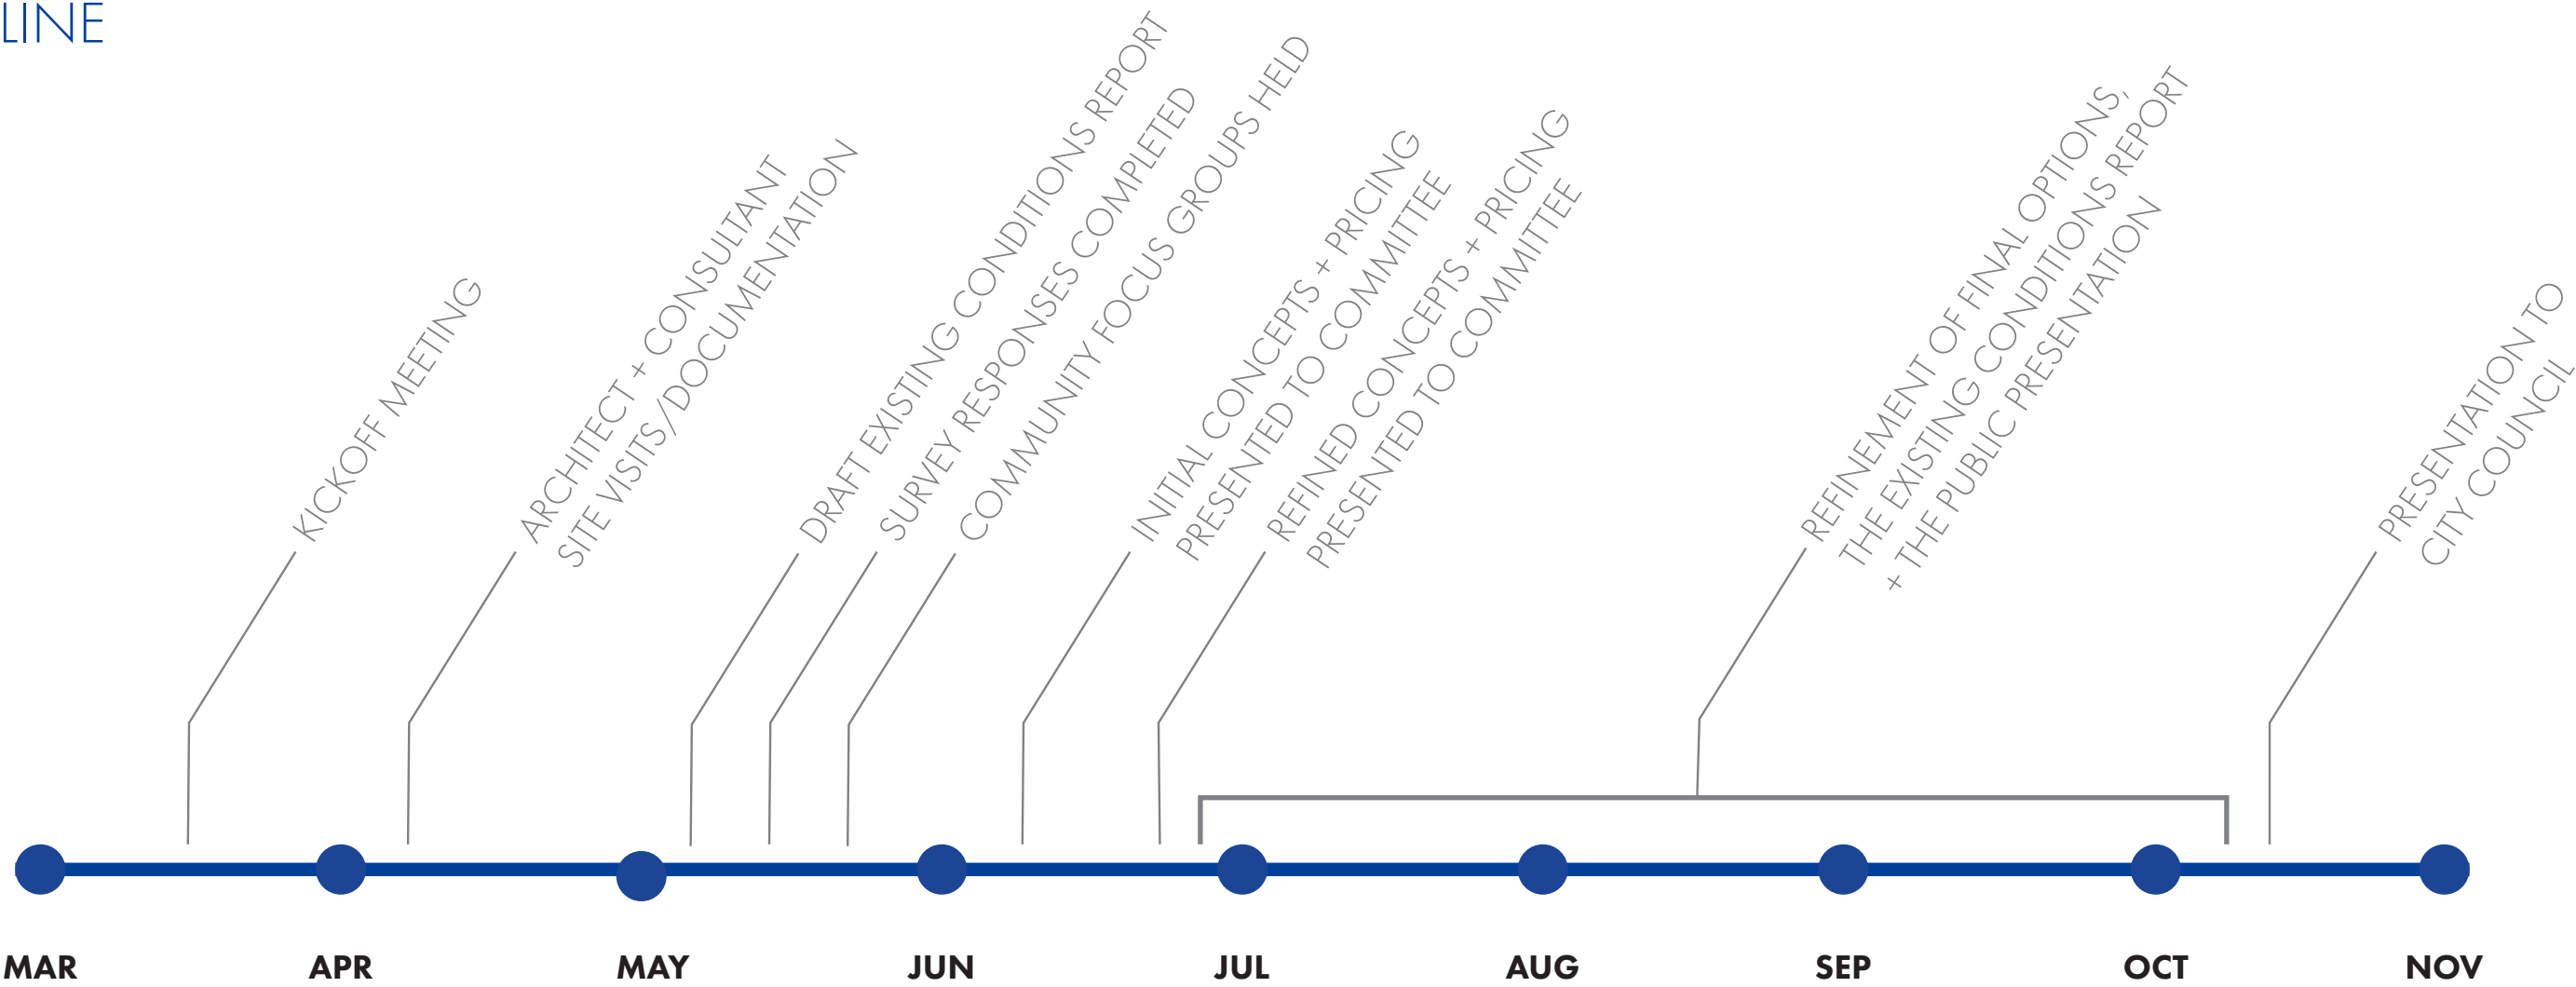 LINE
KICKOFF MEETING
ARCHITECT + CONSULTANT
SITE VISITS/DOCUMENTATION
DRAFT EXISTING CONDITIONS REPORT
SURVEY RESPONSES COMPLETED
COMMUNITY FOCUS GROUPS HELD
INITIAL CONCEPTS + PRICING
PRESENTED TO COMMITTEE
REFINED CONCEPTS + PRICING
PRESENTED TO COMMITTEE
REFINEMENT OF FINAL OPTIONS,
THE EXISTING CONDITIONS REPORT
+ THE PUBLIC PRESENTATION
PRESENTATION TO
CITY COUNCIL
MAR
APR
MAY
JUN
JUL
AUG
SEP
OCT
NOV